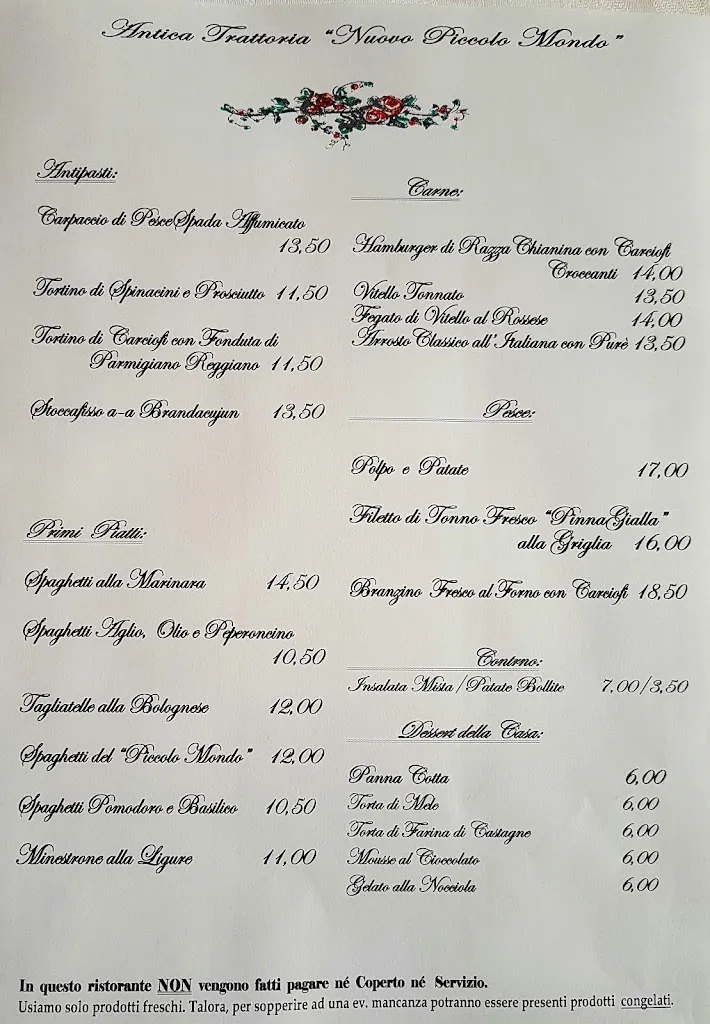 Antica Trattoria "Nuovo Piccolo Mondo"
Antipasti:
Carpaccio di PesceSpada Affumicato
13,50
Tortino di Spinacini e Prosciutto 11,50
Tortino di Carciofi con Fonduta di
Parmigiano Reggiano 11,50
Stoccafisso a-a Brandacujun 13,50
Primi Piatti:
Spaghetti alla Marinara 14,50
Spaghetti Aglio, Olio e Peperoncino
10,50
Tagliatelle alla Bolognese 12,00
Spaghetti del "Piccolo Mondo" 12,00
Spaghetti Pomodoro e Basilico 10,50
Minestrone alla Ligure 11,00
Carne:
Hamburger di Razza Chianina con Carciofi
Croccanti 14,00
Vitello Tonnato 13,50
Fegato di Vitello al Rossese 14,00
Arrosto Classico all'Italiana con Purè 13,50
Pesce:
Polpo e Patate 17,00
Filetto di Tonno Fresco "PinnaGialla"
alla Griglia 16,00
Branzino Fresco al Forno con Carciofi 18,50
Contrno:
Insalata Mista / Patate Bollite 7,00/3,50
Dessert della Casa:
Panna Cotta 6,00
Torta di Mele 6,00
Torta di Farina di Castagne 6,00
Mousse al Cioccolato 6,00
Gelato alla Nocciola 6,00
In questo ristorante NON vengono fatti pagare né Coperto né Servizio.
Usiamo solo prodotti freschi. Talora, per sopperire ad una ev. mancanza potranno essere presenti prodotti congelati.